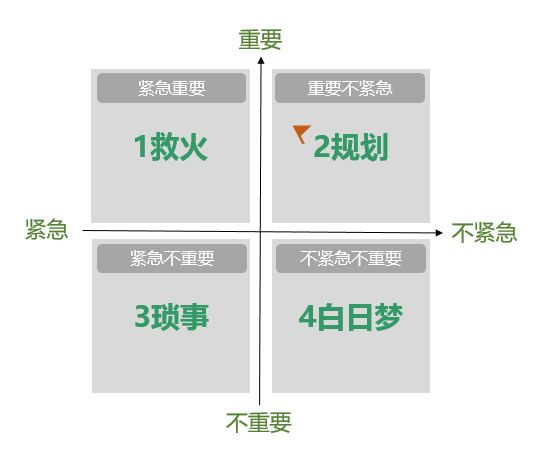 重要
紧急重要
重要不紧急
1救火
2规划
紧急
不紧急
紧急不重要
不紧急不重要
3琐事
4白日梦
不重要